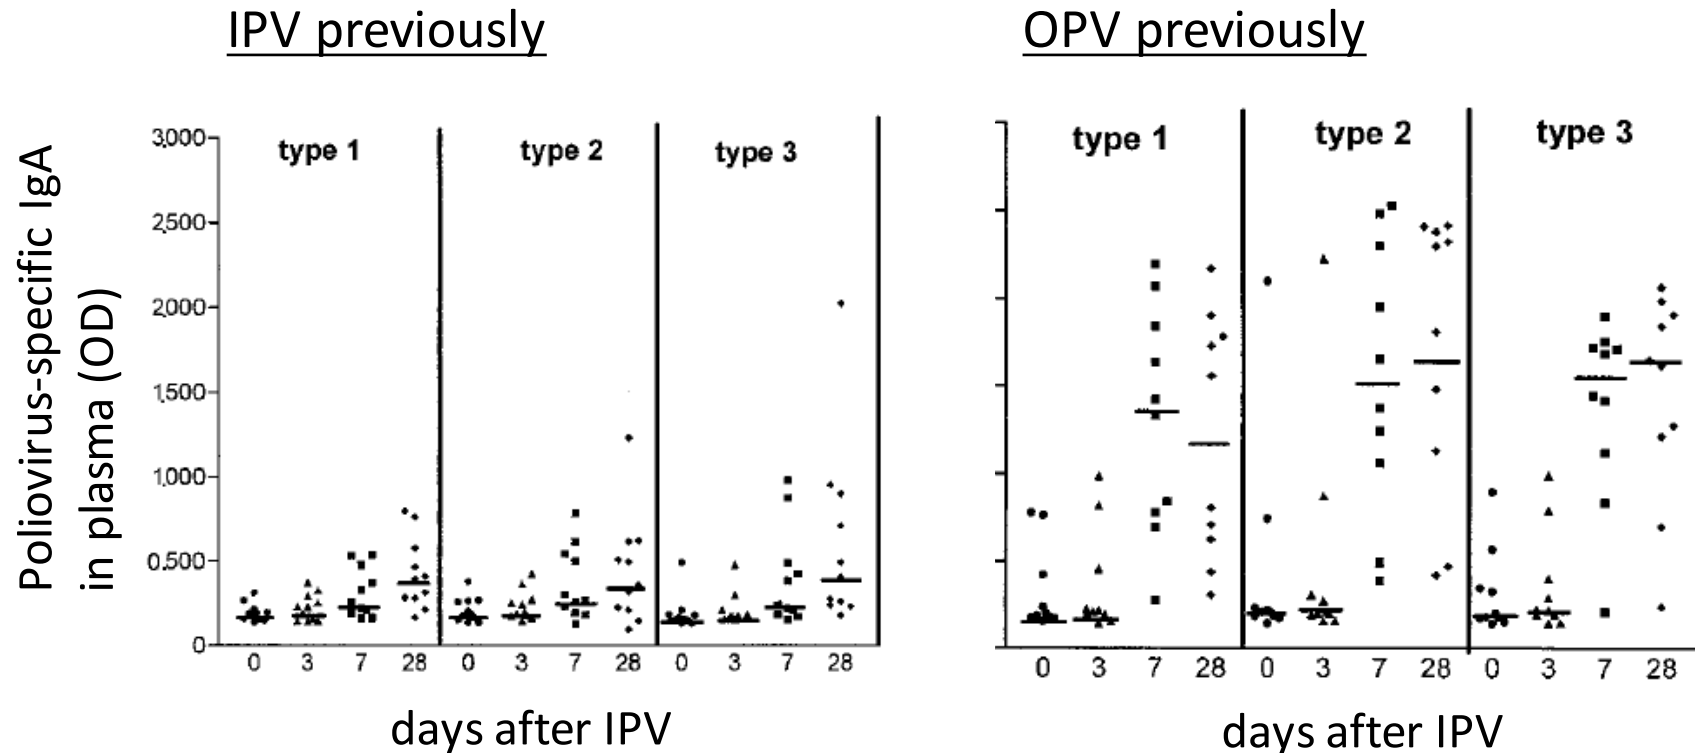 IPV previously
OPV previously
Poliovirus-specific IgA
in plasma (OD)
3.000
2.500
2.000
1.500
1.000
0.500
0
type 1
type 2
type 3
0 3 7 28 0 3 7 28 0 3 7 28
days after IPV
type 1
type 2
type 3
0 3 7 28 0 3 7 28 0 3 7 28
days after IPV